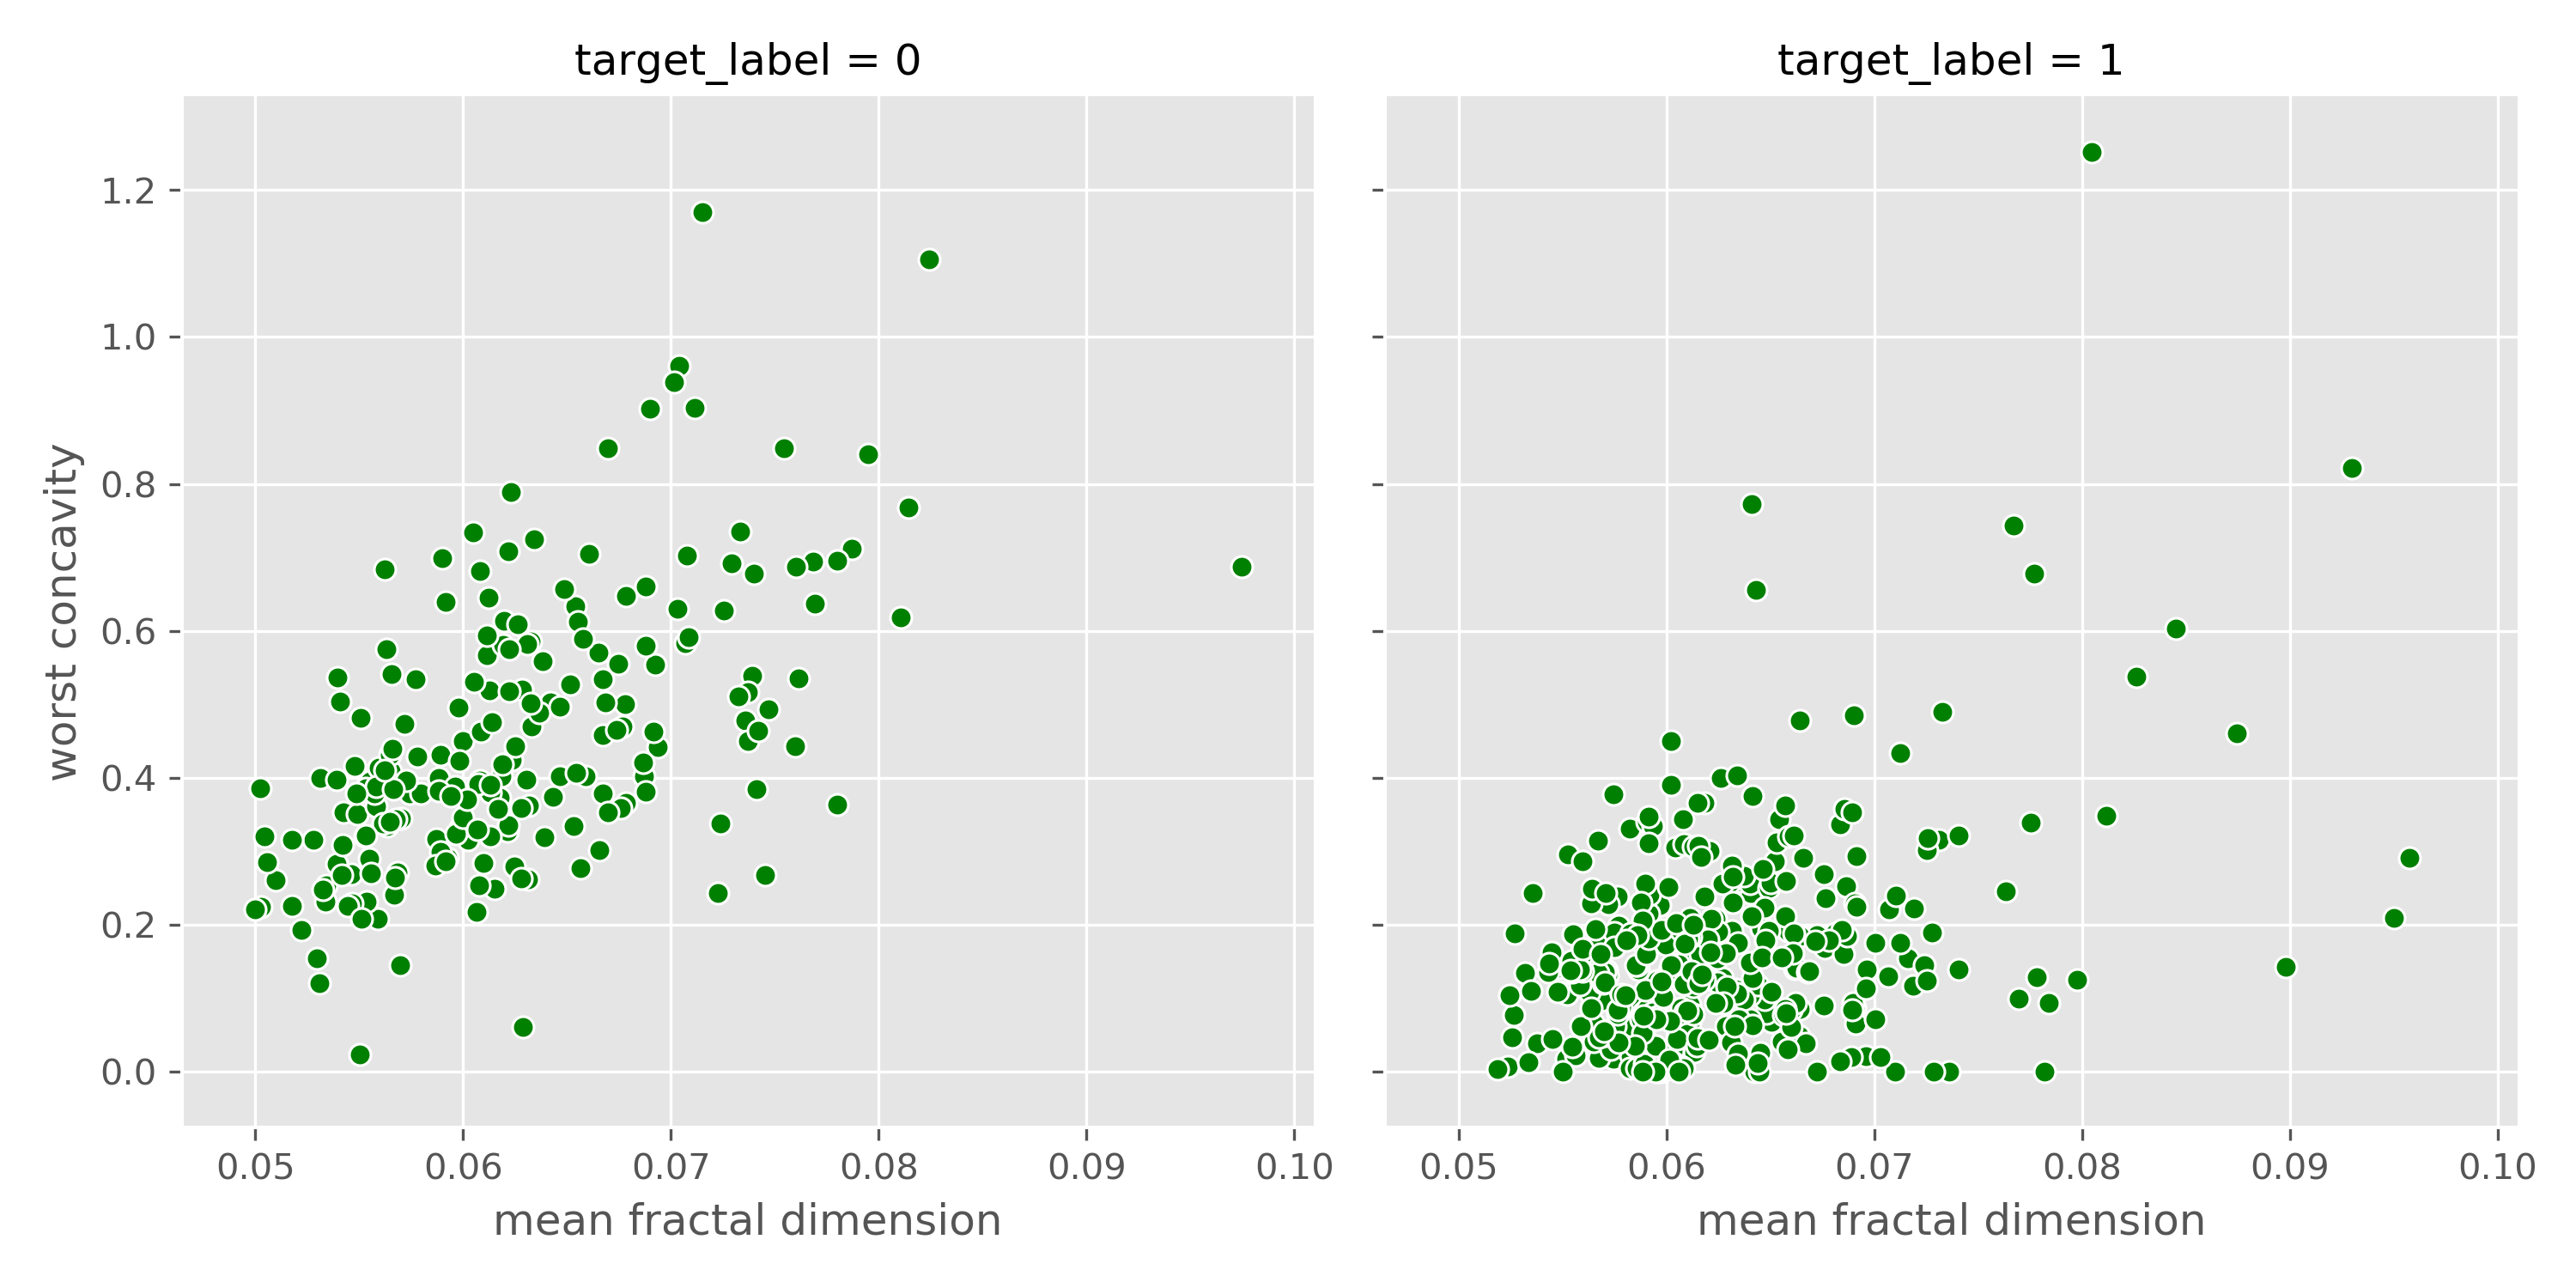 target_label = 0
target_label = 1
worst concavity
1.2
1.0
0.8
0.6
0.4
0.2
0.0
0.05 0.06 0.07 0.08 0.09 0.10
0.05 0.06 0.07 0.08 0.09 0.10
mean fractal dimension
mean fractal dimension